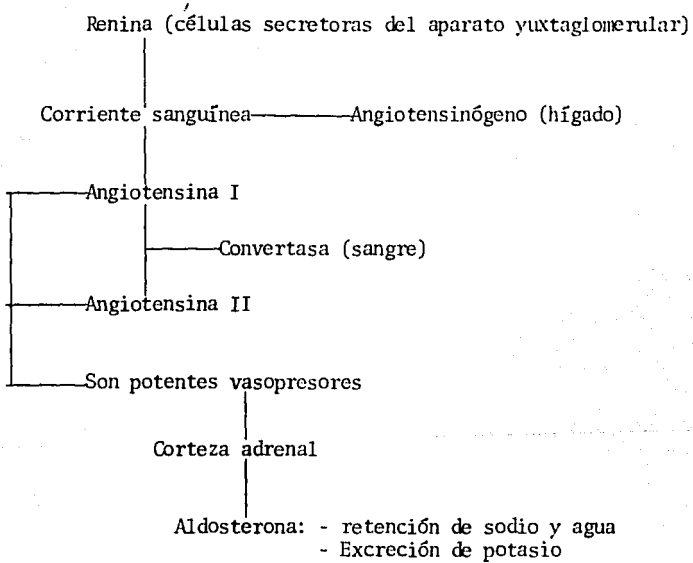 Renina (células secretoras del aparato yuxtaglomerular)
Corriente sanguínea Angiotensinógeno (hígado)
Angiotensina I
Convertasa (sangre)
Angiotensina II
Son potentes vasopresores
Corteza adrenal
Aldosterona: - retención de sodio y agua
- Excreción de potasio